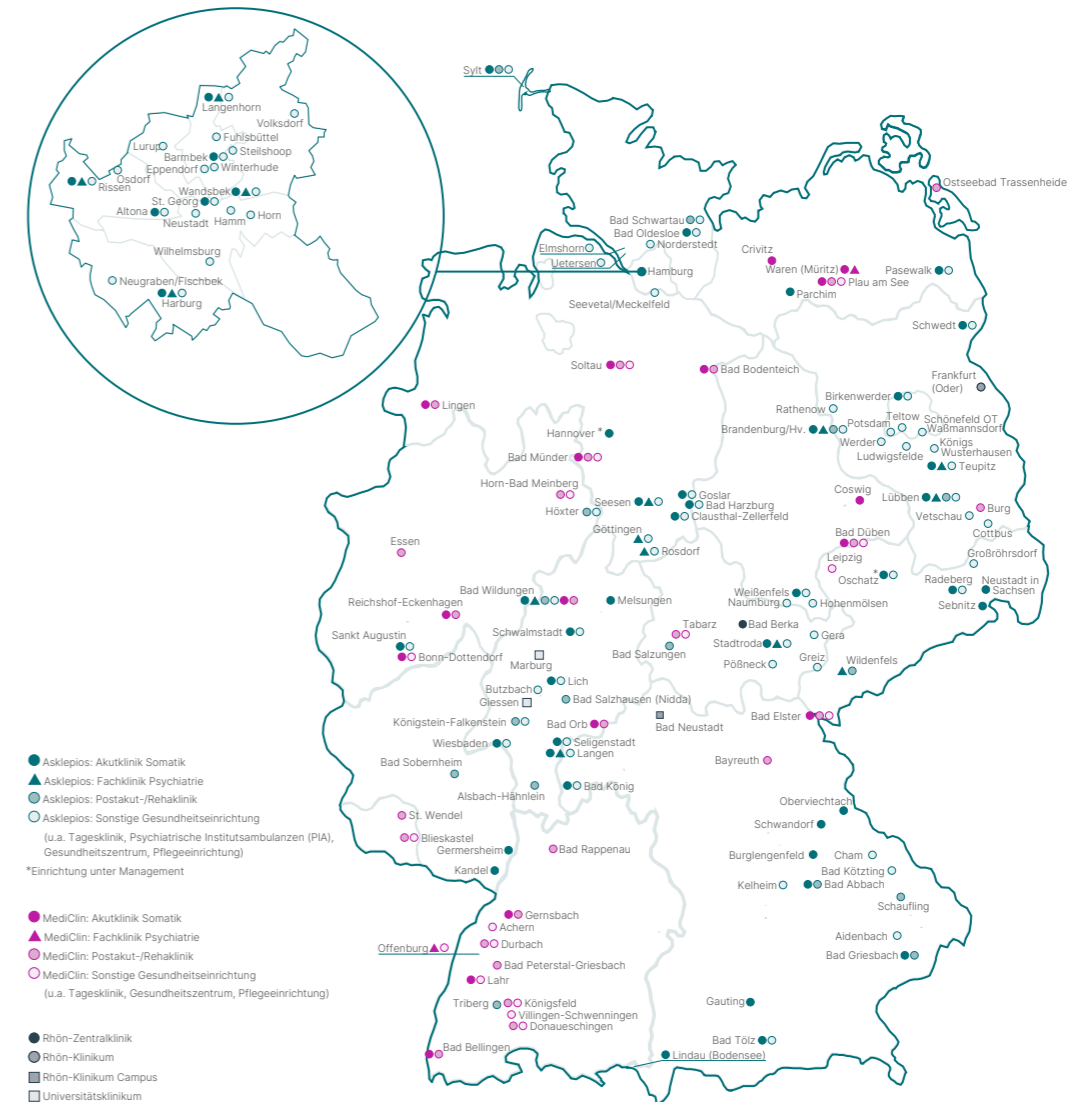 Sylt
Langenhorn
Volksdorf
Fuhlsbüttel
Lurup
Steilshoop
Barmbek
Eppendorf
Winterhude
Osdorf
Rissen
Wandsbek
St. Georg
Altona
Neustadt
Hamm
Horn
Wilhelmsburg
Neugraben/Fischbek
Harburg
Ostseebad Trassenheide
Bad Schwartau
Bad Oldesloe
Norderstedt
Elmshorn
Uetersen
Hamburg
Seevetal/Meckelfeld
Crivitz
Waren (Müritz)
Plau am See
Parchim
Pasewalk
Schwedt
Soltau
Bad Bodenteich
Frankfurt
(Oder)
Lingen
Birkenwerder
Rathenow
Hannover *
Brandenburg/Hv.
Potsdam
Teltow
Schönefeld OT
Waßmannsdorf
Werder
Ludwigsfelde
Königs
Wusterhausen
Teupitz
Bad Münder
Horn-Bad Meinberg
Höxter
Seesen
Goslar
Bad Harzburg
Clausthal-Zellerfeld
Göttingen
Rosdorf
Coswig
Lübben
Burg
Vetschau
Cottbus
Bad Düben
Leipzig
Oschatz
*
Großröhrsdorf
Radeberg
Neustadt in
Sachsen
Sebnitz
Essen
Bad Wildungen
Melsungen
Reichshof-Eckenhagen
Weißenfels
Naumburg
Hohenmölsen
Sankt Augustin
Bonn-Dottendorf
Schwalmstadt
Marburg
Tabarz
Bad Salzungen
Bad Berka
Stadtroda
Gera
Pößneck
Greiz
Wildenfels
Butzbach
Lich
Giessen
Bad Salzhausen (Nidda)
Königstein-Falkenstein
Bad Orb
Bad Neustadt
Bad Elster
Wiesbaden
Seligenstadt
Langen
Bad Sobernheim
Alsbach-Hähnlein
Bad König
Bayreuth
Oberviechtach
Schwandorf
St. Wendel
Blieskastel
Germersheim
Bad Rappenau
Kandel
Burglengenfeld
Cham
Bad Kötzting
Kelheim
Bad Abbach
Schaufling
Gernsbach
Achern
Offenburg
Durbach
Bad Peterstal-Griesbach
Lahr
Aidenbach
Bad Griesbach
Triberg
Königsfeld
Villingen-Schwenningen
Donaueschingen
Gauting
Bad Bellingen
Bad Tölz
Lindau (Bodensee)
Asklepios: Akutklinik Somatik
Asklepios: Fachklinik Psychiatrie
Asklepios: Postakut-/Rehaklinik
Asklepios: Sonstige Gesundheitseinrichtung
(u.a. Tagesklinik, Psychiatrische Institutsambulanzen (PIA),
Gesundheitszentrum, Pflegeeinrichtung)
*Einrichtung unter Management
MediClin: Akutklinik Somatik
MediClin: Fachklinik Psychiatrie
MediClin: Postakut-/Rehaklinik
MediClin: Sonstige Gesundheitseinrichtung
(u.a. Tagesklinik, Gesundheitszentrum, Pflegeeinrichtung)
Rhön-Zentralklinik
Rhön-Klinikum
Rhön-Klinikum Campus
Universitätsklinikum